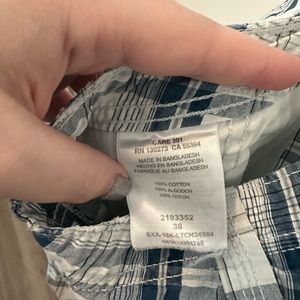 CARE 301
RN 130273 CA 55394
MADE IN BANGLADESH
HECHO EN BANGLADESH
FABRIQUE AU BANGLADESH
100% COTTON
100% ALGODON
100% COTON
2183352
38